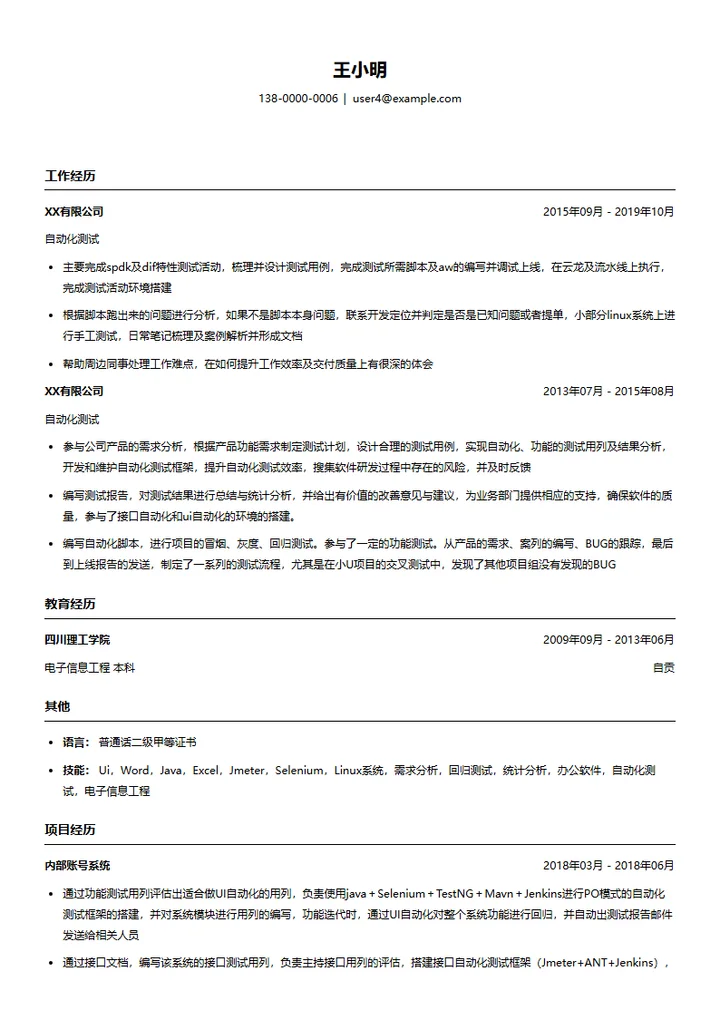 王小明
138-0000-0006 | user4@example.com
工作经历
XX有限公司 2015年09月 - 2019年10月
自动化测试
• 主要完成spdk及dif特性测试活动，梳理并设计测试用例，完成测试所需脚本及aw的编写并调试上线，在云龙及流水线上执行，
完成测试活动环境搭建
• 根据脚本跑出来的问题进行分析，如果不是脚本本身问题，联系开发定位并判定是否是已知问题或者提单，小部分linux系统上进
行手工测试，日常笔记梳理及案例解析并形成文档
• 帮助周边同事处理工作难点，在如何提升工作效率及交付质量上有很深的体会
XX有限公司 2013年07月 - 2015年08月
自动化测试
• 参与公司产品的需求分析，根据产品功能需求制定测试计划，设计合理的测试用例，实现自动化、功能的测试用列及结果分析，
开发和维护自动化测试框架，提升自动化测试效率，搜集软件研发过程中存在的风险，并及时反馈
• 编写测试报告，对测试结果进行总结与统计分析，并给出有价值的改善意见与建议，为业务部门提供相应的支持，确保软件的质
量，参与了接口自动化和ui自动化的环境的搭建。
• 编写自动化脚本，进行项目的冒烟、灰度、回归测试。参与了一定的功能测试。从产品的需求、案列的编写、BUG的跟踪，最后
到上线报告的发送，制定了一系列的测试流程，尤其是在小U项目的交叉测试中，发现了其他项目组没有发现的BUG
教育经历
四川理工学院 2009年09月 - 2013年06月
电子信息工程 本科 自贡
其他
• 语言： 普通话二级甲等证书
• 技能： Ui，Word，Java，Excel，Jmeter，Selenium，Linux系统，需求分析，回归测试，统计分析，办公软件，自动化测
试，电子信息工程
项目经历
内部账号系统 2018年03月 - 2018年06月
• 通过功能测试用列评估出适合做UI自动化的用列，负责使用java＋Selenium＋TestNG＋Mavn＋Jenkins进行PO模式的自动化
测试框架的搭建，并对系统模块进行用列的编写，功能迭代时，通过UI自动化对整个系统功能进行回归，并自动出测试报告邮件
发送给相关人员
• 通过接口文档，编写该系统的接口测试用列，负责主持接口用列的评估，搭建接口自动化测试框架（Jmeter+ANT+Jenkins），